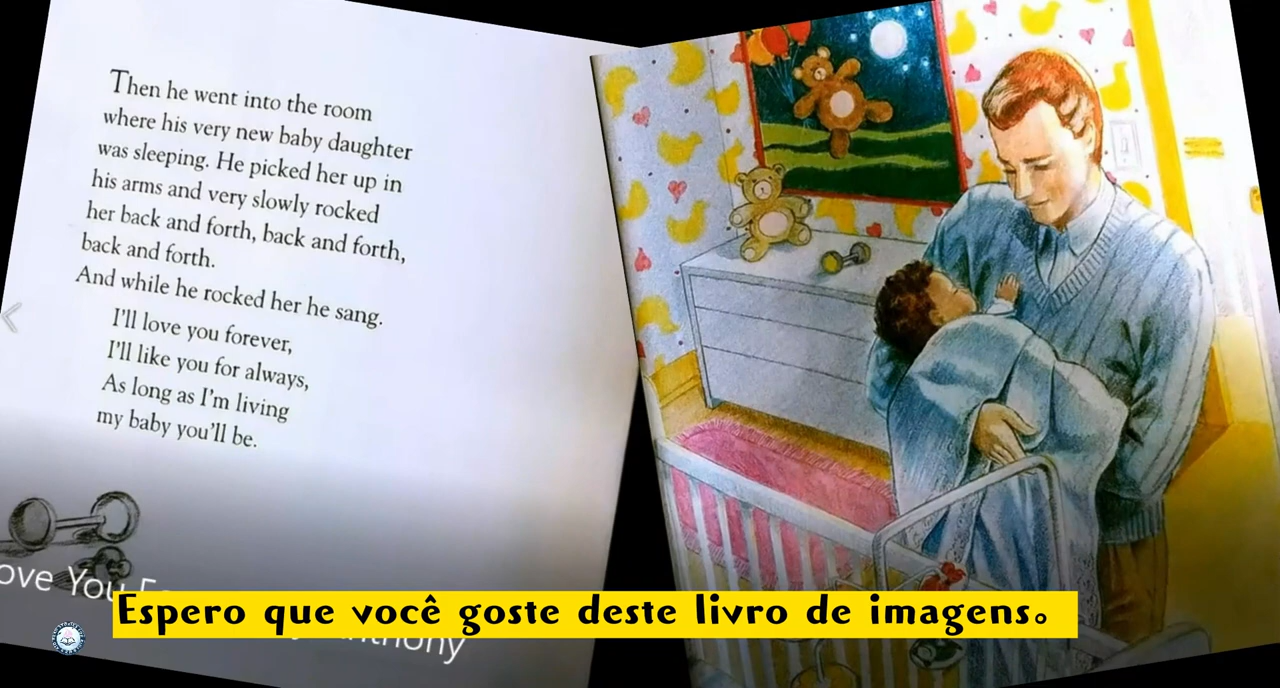 Then he went into the room
where his very new baby daughter
was sleeping. He picked her up in
his arms and very slowly rocked
her back and forth, back and forth,
back and forth.
And while he rocked her he sang.
I'll love you forever,
I'll like you for always,
As long as I'm living
my baby you'll be.
ove You
Espero que você goste deste livro de imagens。